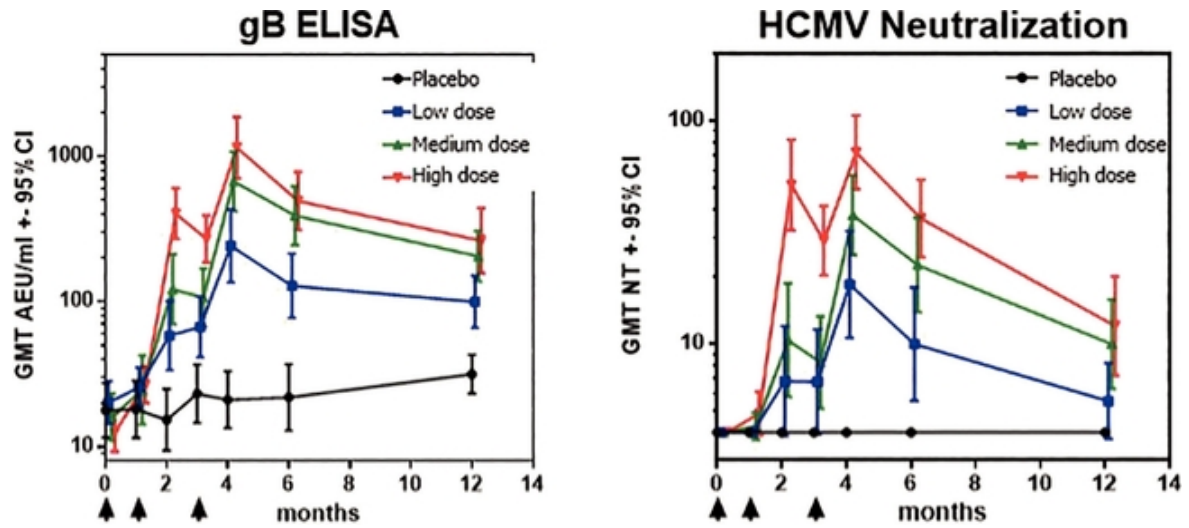 gB ELISA
GMT AEU/ml +- 95% CI
1000
100
10
Placebo
Low dose
Medium dose
High dose
0 2 4 6 8 10 12 14
months
HCMV Neutralization
GMT NT +- 95% CI
100
10
Placebo
Low dose
Medium dose
High dose
0 2 4 6 8 10 12 14
months